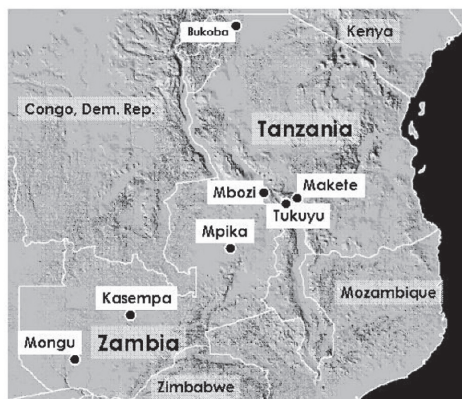 Bukoba
Kenya
Congo, Dem. Rep.
Tanzania
Mbozi
Makete
Tukuyu
Mpika
Mozambique
Kasempa
Mongu
Zambia
Zimbabwe